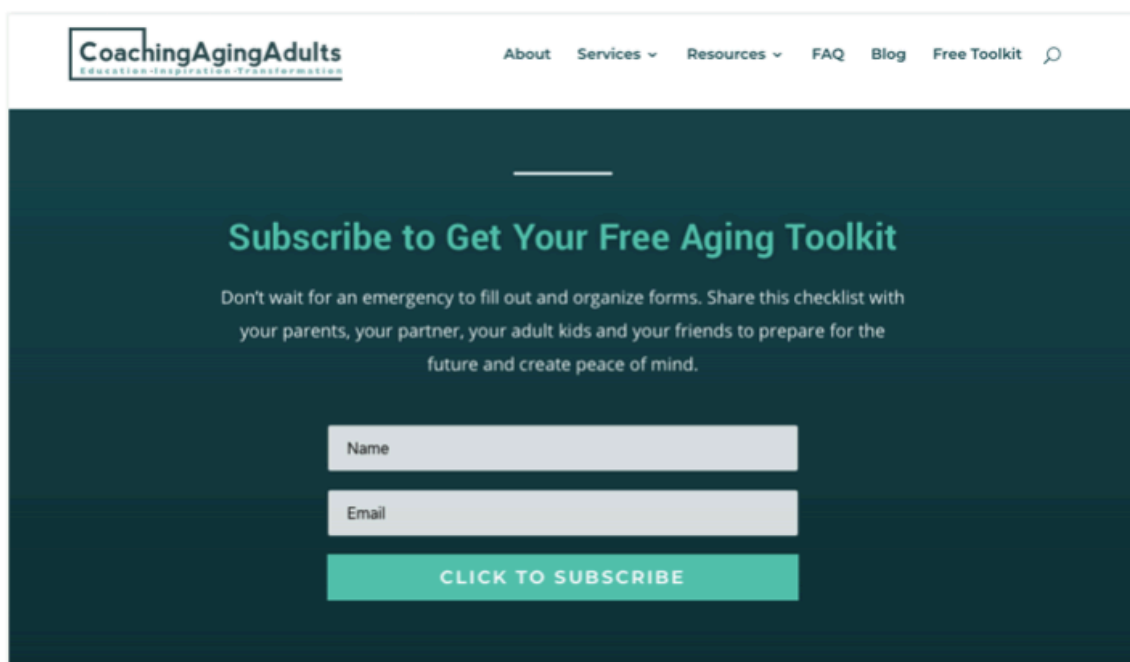 CoachingAgingAdults
Education-Inspiration-Transformation
About Services Resources FAQ Blog Free Toolkit
Subscribe to Get Your Free Aging Toolkit
Don't wait for an emergency to fill out and organize forms. Share this checklist with
your parents, your partner, your adult kids and your friends to prepare for the
future and create peace of mind.
Name
Email
CLICK TO SUBSCRIBE